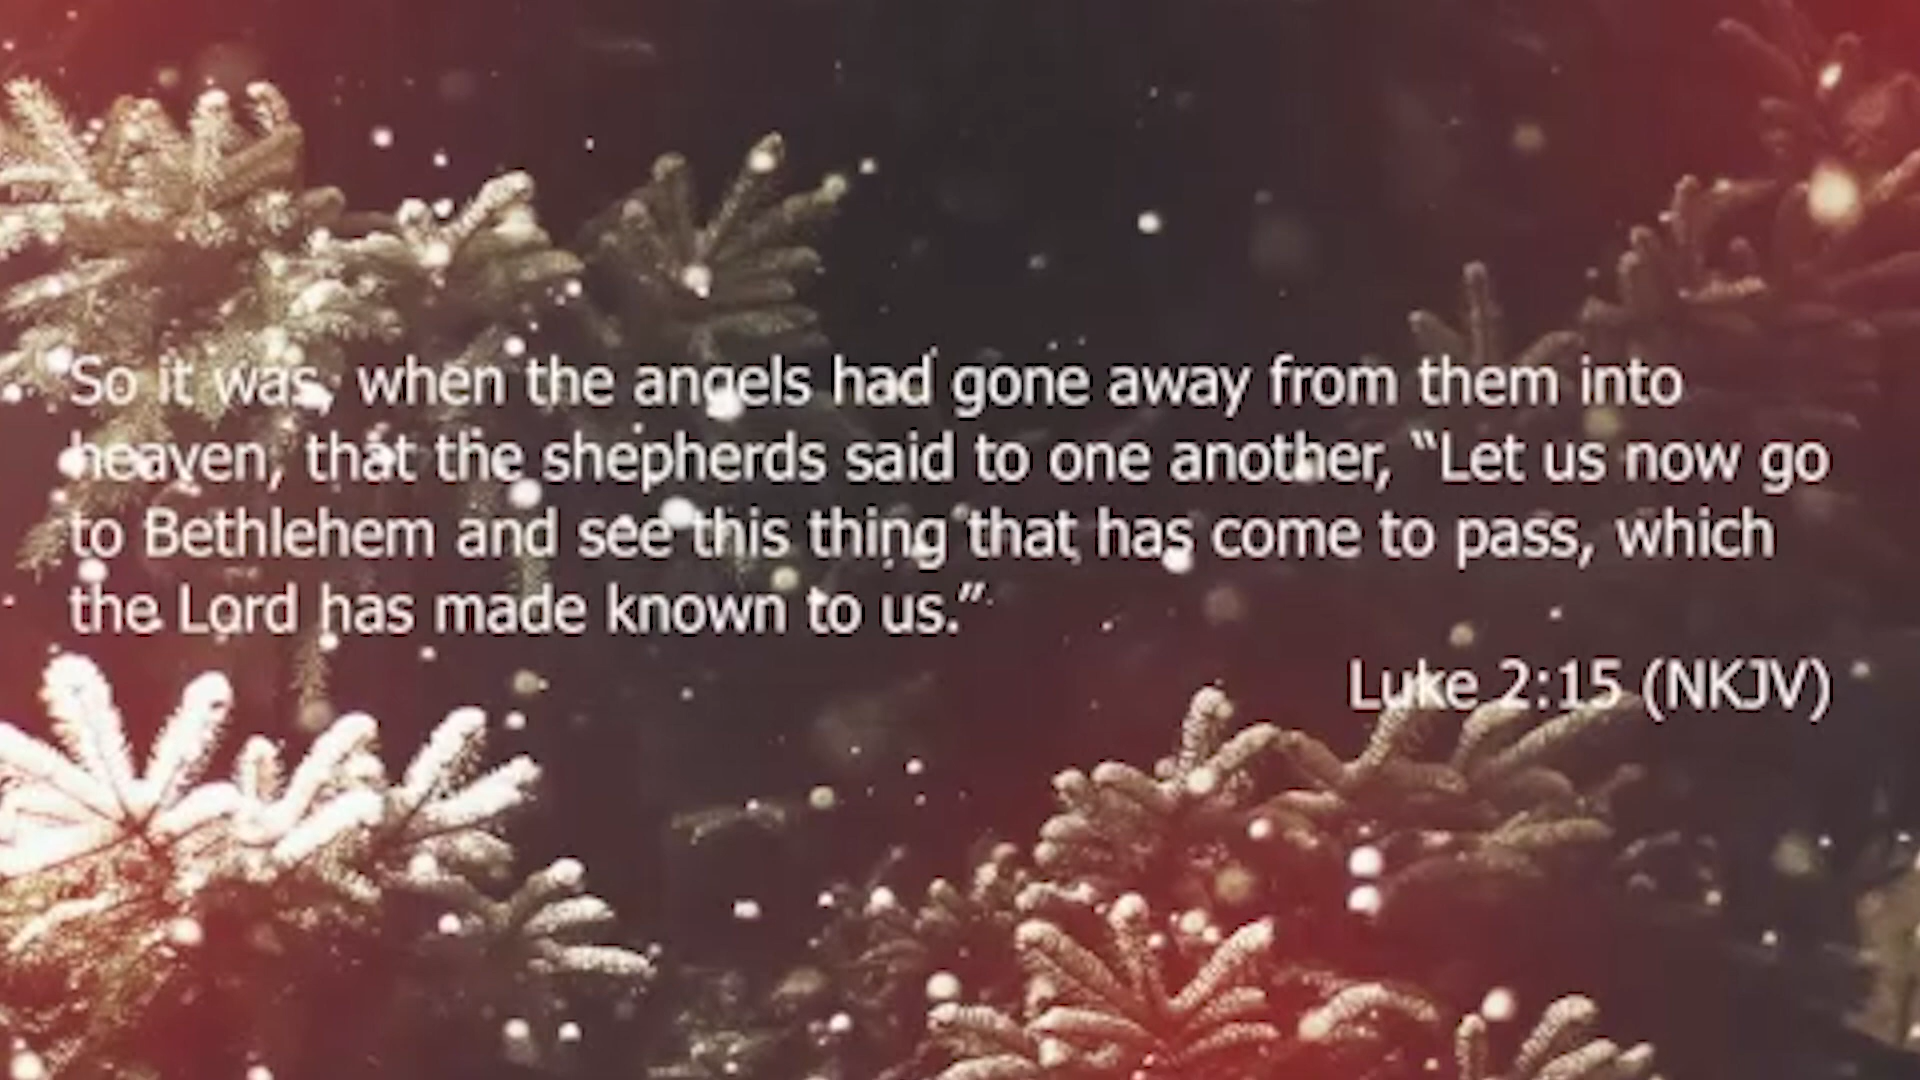 So it was, when the angels had gone away from them into
heaven, that the shepherds said to one another, “Let us now go
to Bethlehem and see this thing that has come to pass, which
the Lord has made known to us.”
Luke 2:15 (NKJV)